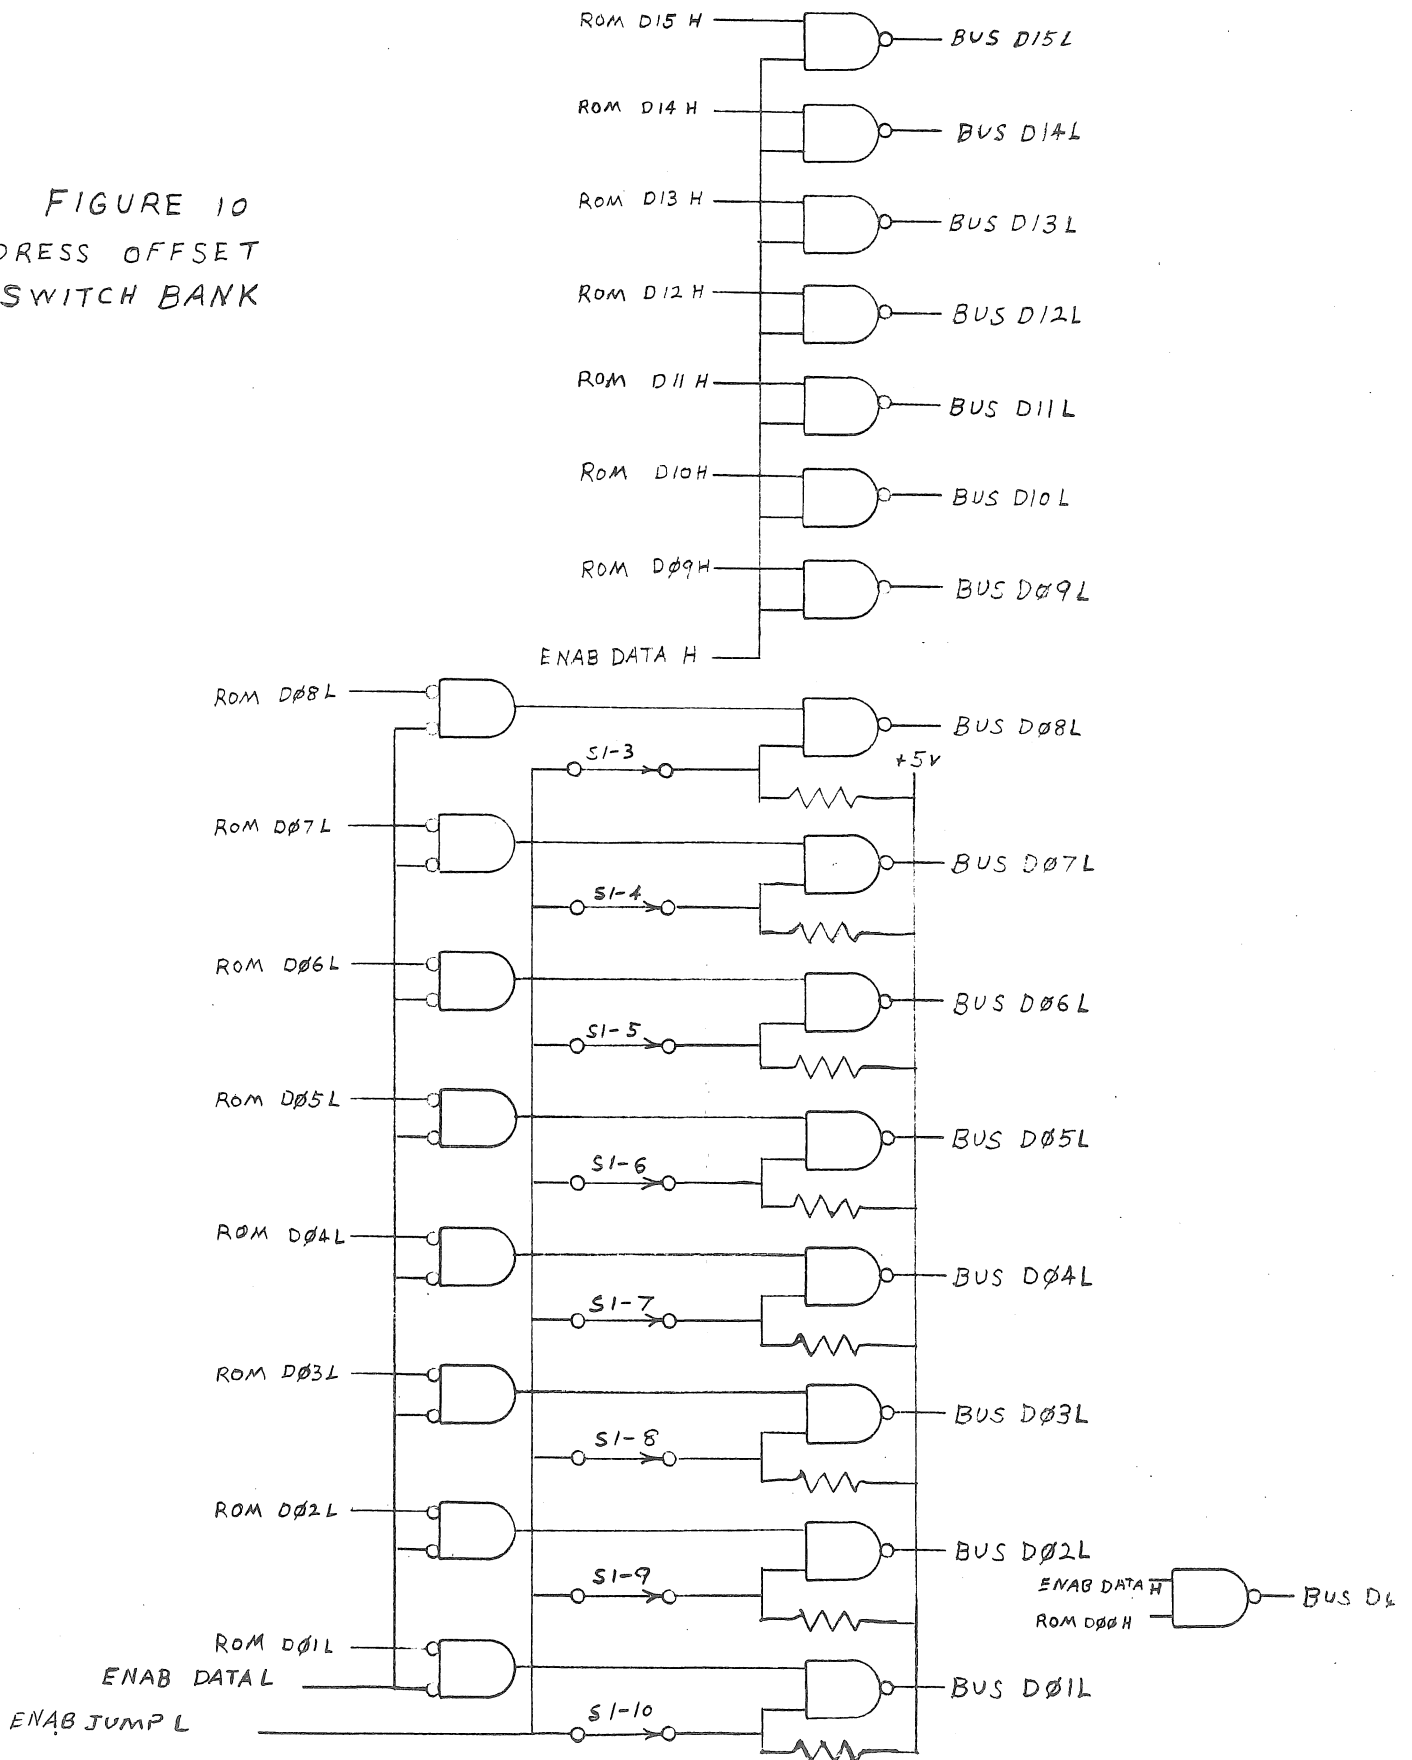 ROM D15 H
BUS D15L
ROM D14 H
BUS D14L
FIGURE 10
DRESS OFFSET
SWITCH BANK
ROM D13 H
BUS D13L
ROM D12 H
BUS D12L
ROM D11 H
BUS D11L
ROM D10H
BUS D10L
ROM DØ9H
BUS DØ9L
ENAB DATA H
ROM DØ8L
BUS DØ8L
S1-3
+5V
ROM DØ7L
BUS DØ7L
S1-4
ROM DØ6L
BUS DØ6L
S1-5
ROM DØ5L
BUS DØ5L
S1-6
ROM DØ4L
BUS DØ4L
S1-7
ROM DØ3L
BUS DØ3L
S1-8
ROM DØ2L
BUS DØ2L
S1-9
ENAB DATA H
ROM DØØH
BUS
ROM DØ1L
ENAB DATA L
BUS DØ1L
S1-10
ENAB JUMP L